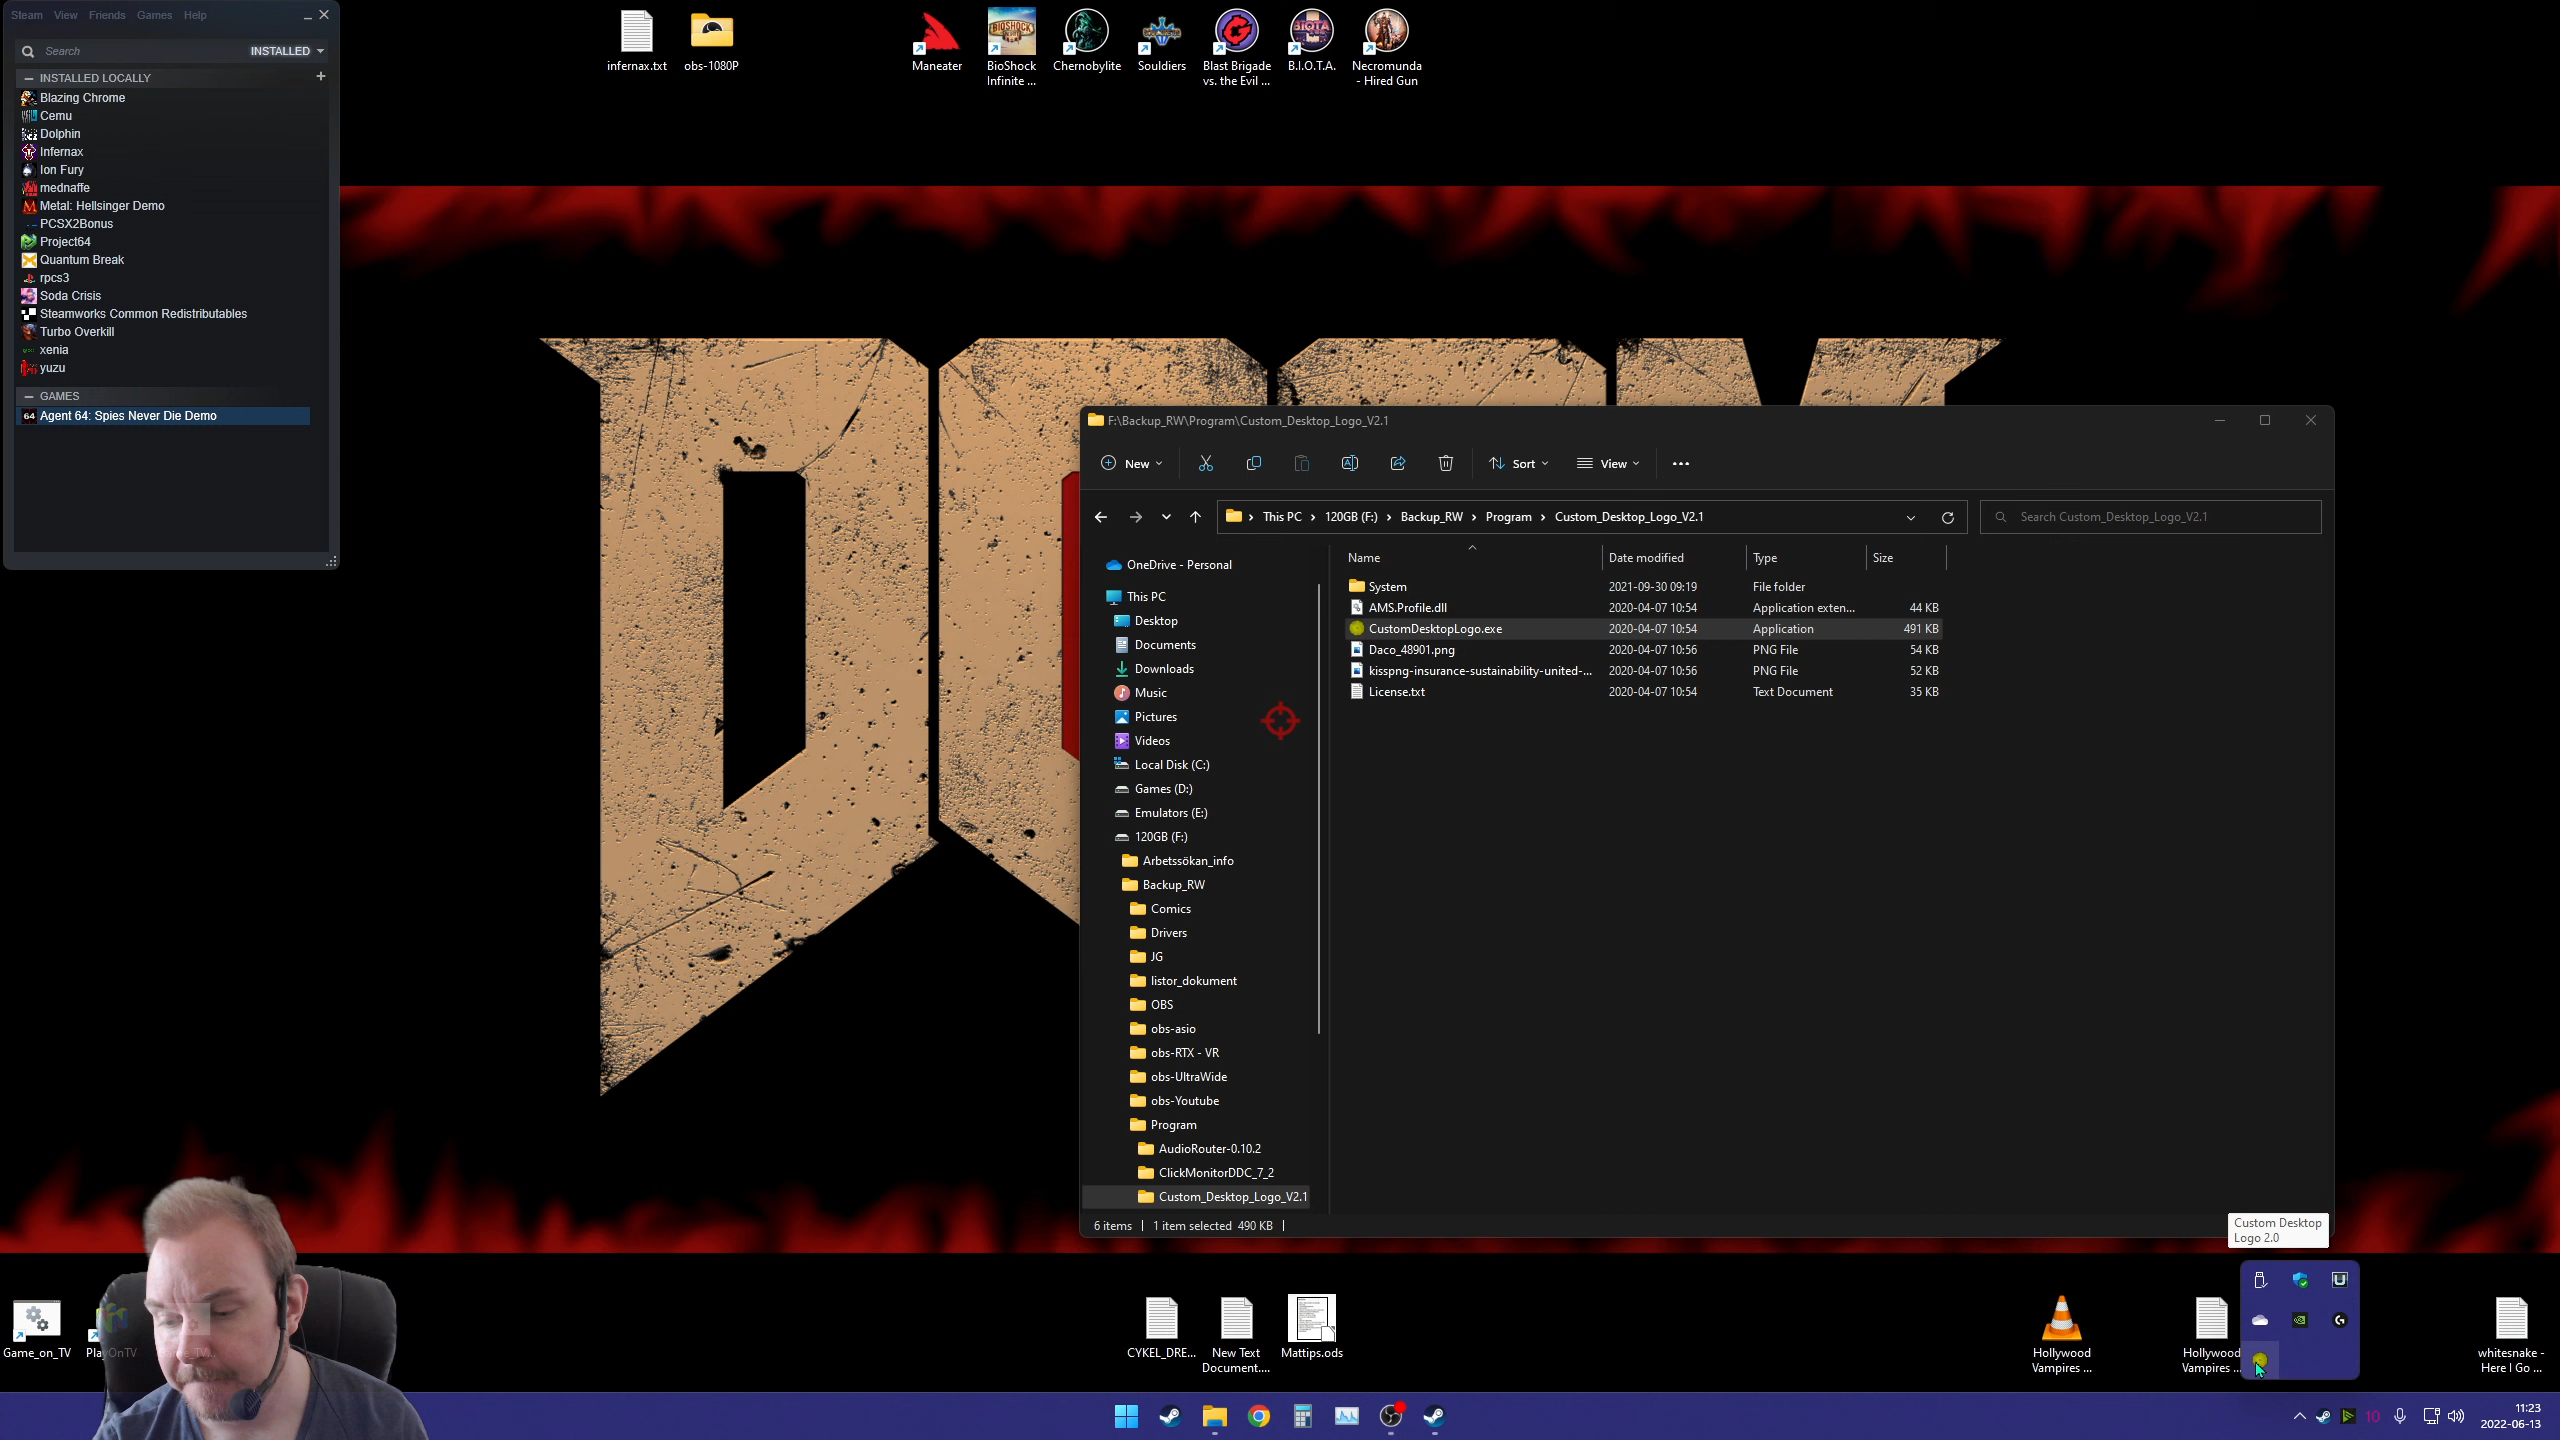 Steam View Friends Games Help
Search
INSTALLED
INSTALLED LOCALLY
Blazing Chrome
Cemu
Dolphin
Infernax
Ion Fury
mednaffe
Metal: Hellsinger Demo
PCSX2Bonus
Project64
Quantum Break
rpcs3
Soda Crisis
Steamworks Common Redistributables
Turbo Overkill
xenia
yuzu
GAMES
Agent 64: Spies Never Die Demo
infernax.txt
obs-1080P
Maneater
BioShock
Infinite ...
Chernobylite
Souldiers
Blast Brigade
vs. the Evil ...
B.I.O.T.A.
Necromunda
- Hired Gun
F:\Backup_RW\Program\Custom_Desktop_Logo_V2.1
New
Sort
View
This PC > 120GB (F:) > Backup_RW > Program > Custom_Desktop_Logo_V2.1
Search Custom_Desktop_Logo_V2.1
Name Date modified Type Size
System 2021-09-30 09:19 File folder
AMS.Profile.dll 2020-04-07 10:54 Application exten... 44 KB
CustomDesktopLogo.exe 2020-04-07 10:54 Application 491 KB
Daco_48901.png 2020-04-07 10:56 PNG File 54 KB
kisspng-insurance-sustainability-united-... 2020-04-07 10:56 PNG File 52 KB
License.txt 2020-04-07 10:54 Text Document 35 KB
OneDrive - Personal
This PC
Desktop
Documents
Downloads
Music
Pictures
Videos
Local Disk (C:)
Games (D:)
Emulators (E:)
120GB (F:)
Arbetssökan_info
Backup_RW
Comics
Drivers
JG
listor_dokument
OBS
obs-asio
obs-RTX - VR
obs-UltraWide
obs-Youtube
Program
AudioRouter-0.10.2
ClickMonitorDDC_7_2
Custom_Desktop_Logo_V2.1
6 items
1 item selected 490 KB
Custom Desktop
Logo 2.0
Game_on_TV
PlayOnTV
CYKEL_DRE...
New Text
Document....
Mattips.ods
Hollywood
Vampires ...
Hollywood
Vampires ...
whitesnake -
Here I Go ...
10
11:23
2022-06-13